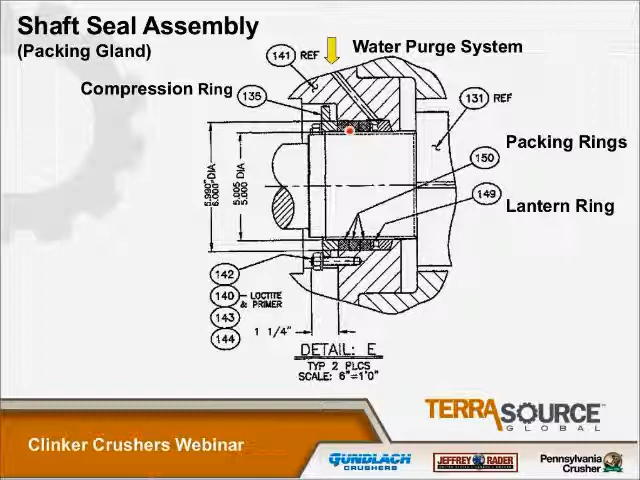 Shaft Seal Assembly
(Packing Gland)
141 REF
Water Purge System
Compression Ring 135
131 REF
Packing Rings
150
149
Lantern Ring
5.990" DIA
6.000"
5.005 DIA
5.000
142
140 - LOCTITE
& PRIMER
143
144
1 1/4"
DETAIL: E
TYP 2 PLCS
SCALE: 6"=1'0"
TERRASOURCE™
GLOBAL
Clinker Crushers Webinar
GUNDLACH
CRUSHERS
JEFFREY RADER
Pennsylvania
Crusher